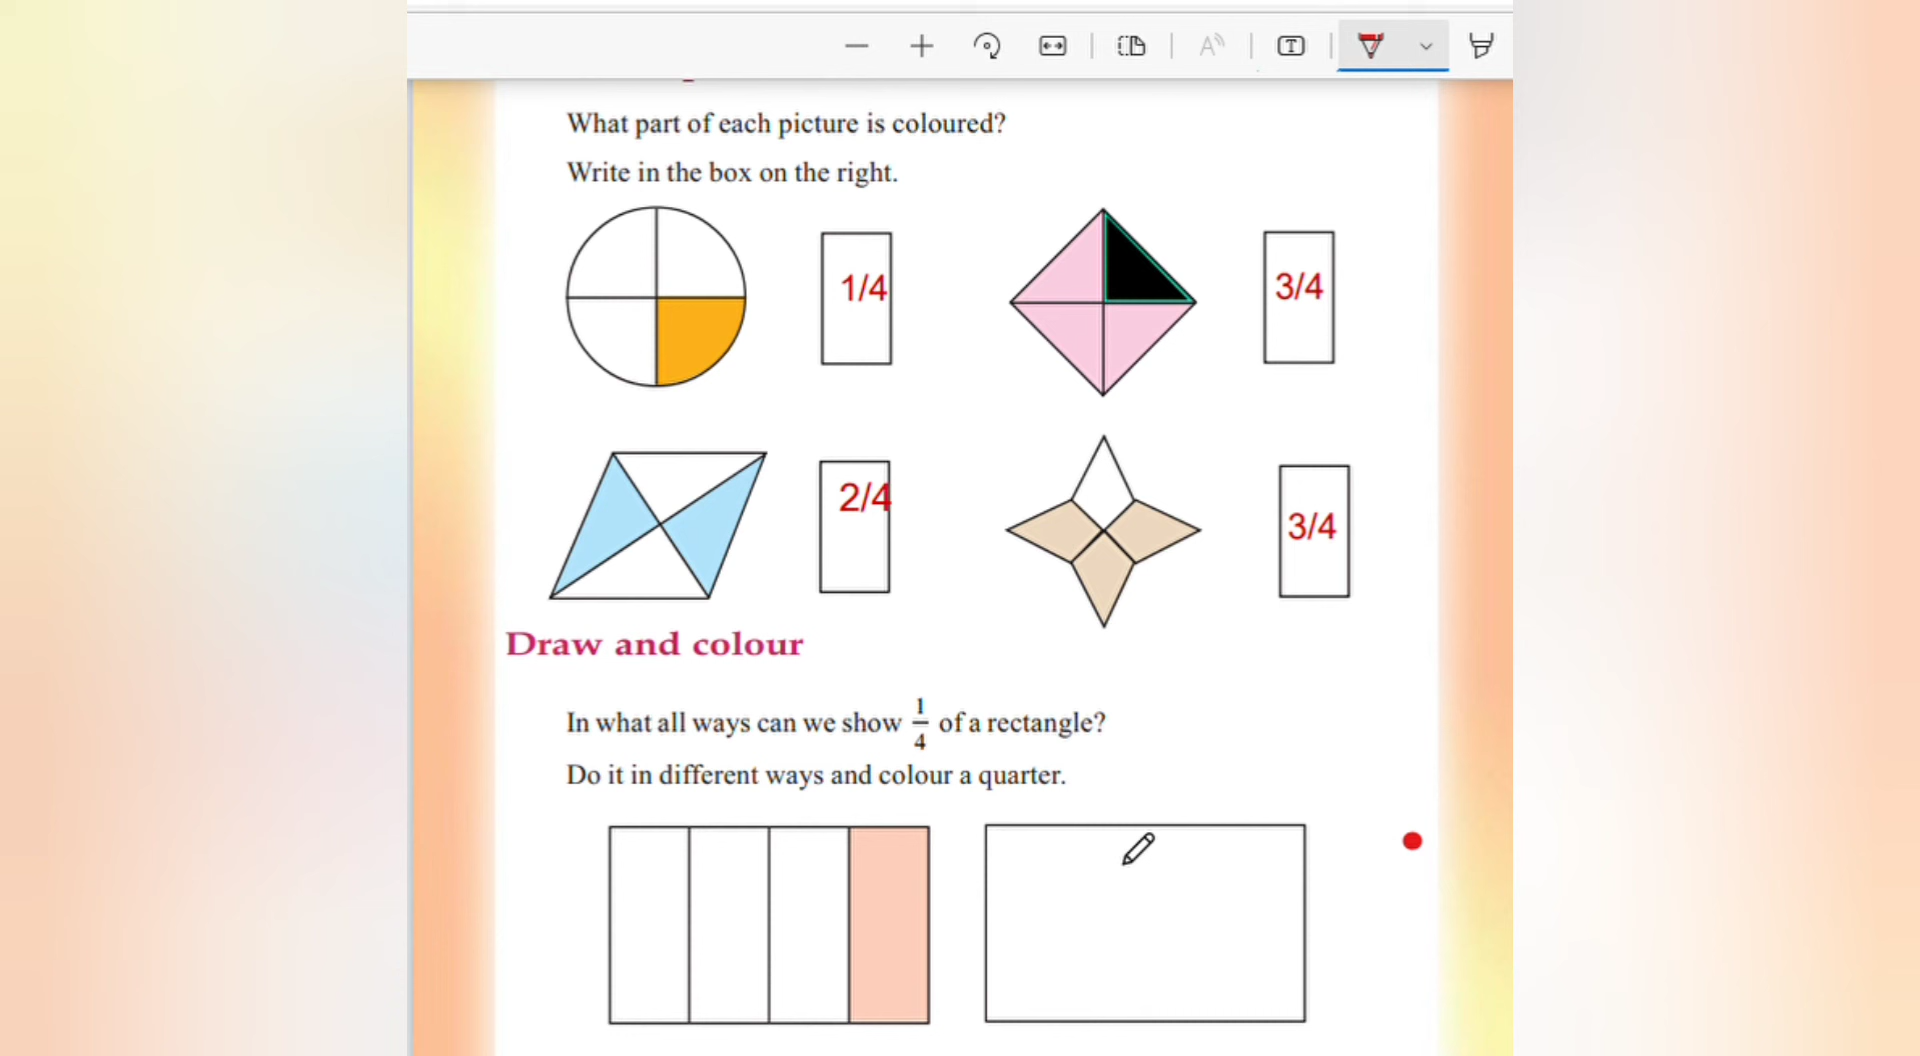 What part of each picture is coloured?
Write in the box on the right.
1/4
3/4
2/4
3/4
Draw and colour
In what all ways can we show 1/4 of a rectangle?
Do it in different ways and colour a quarter.